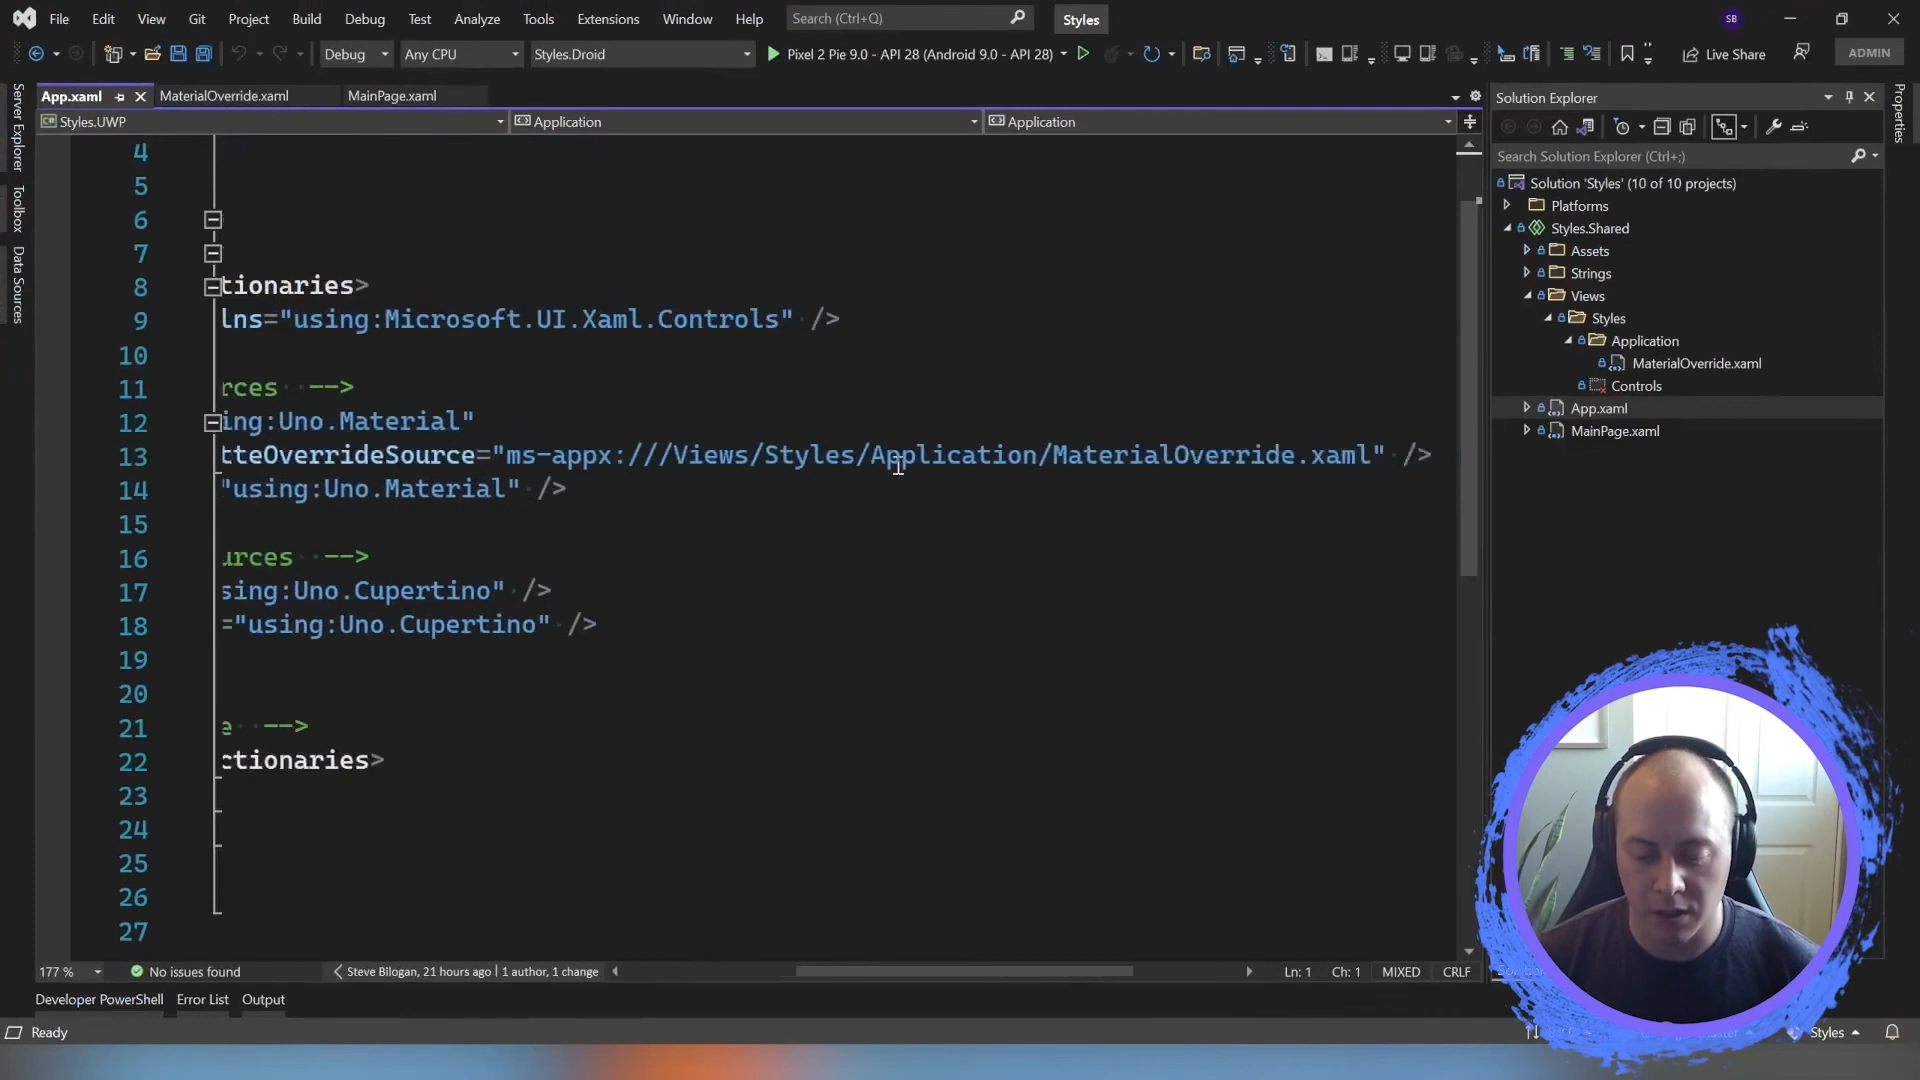 File Edit View Git Project Build Debug Test Analyze Tools Extensions Window Help Search (Ctrl+Q) Styles SB
Debug Any CPU Styles.Droid Pixel 2 Pie 9.0 - API 28 (Android 9.0 - API 28) Live Share ADMIN
App.xaml MaterialOverride.xaml MainPage.xaml
Styles.UWP Application Application
Server Explorer
Toolbox
Data Sources
4
5
6
7
8 tionaries>
9 lns="using:Microsoft.UI.Xaml.Controls" />
10
11 rces -->
12 ing:Uno.Material"
13 tteOverrideSource="ms-appx:///Views/Styles/Application/MaterialOverride.xaml" />
14 "using:Uno.Material" />
15
16 urces -->
17 sing:Uno.Cupertino" />
18 ="using:Uno.Cupertino" />
19
20
21 e -->
22 ctionaries>
23
24
25
26
27
177 % No issues found Steve Bilogan, 21 hours ago | 1 author, 1 change Ln: 1 Ch: 1 MIXED CRLF
Developer PowerShell Error List Output
Ready Styles
Solution Explorer
Search Solution Explorer (Ctrl+;)
Solution 'Styles' (10 of 10 projects)
Platforms
Styles.Shared
Assets
Strings
Views
Styles
Application
MaterialOverride.xaml
Controls
App.xaml
MainPage.xaml
Properties